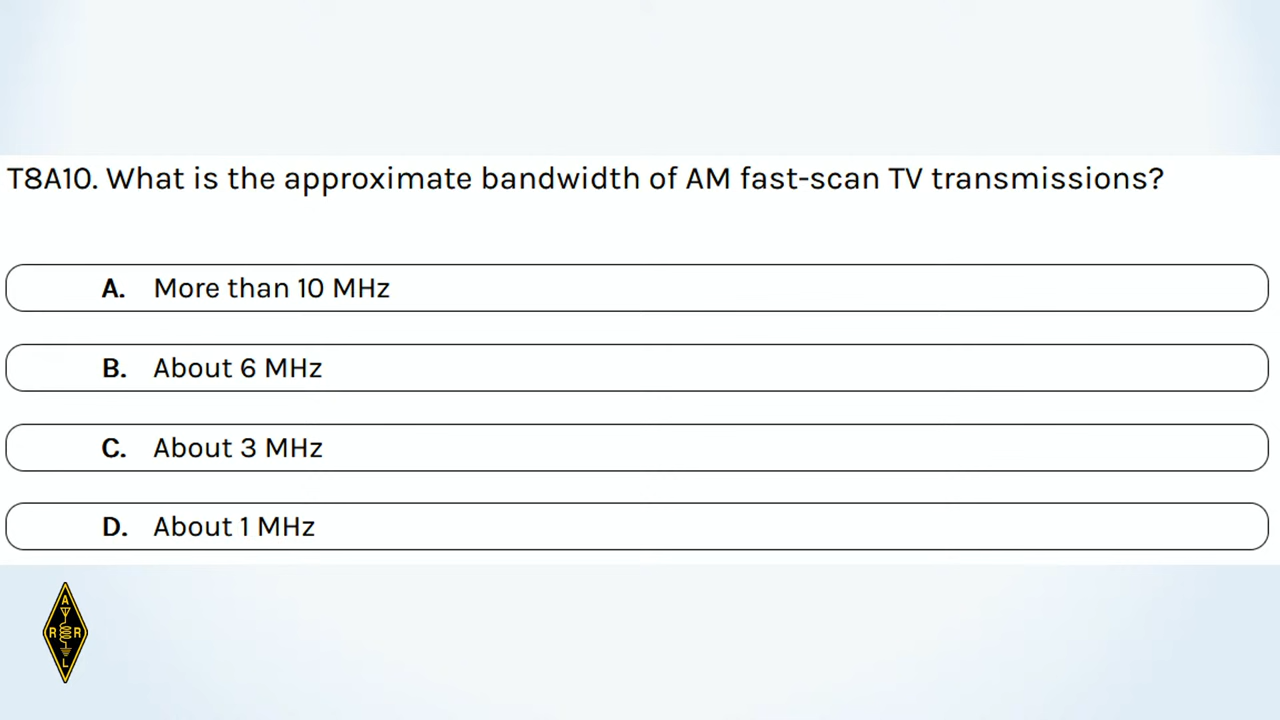 T8A10. What is the approximate bandwidth of AM fast-scan TV transmissions?
A. More than 10 MHz
B. About 6 MHz
C. About 3 MHz
D. About 1 MHz
A
R R
L